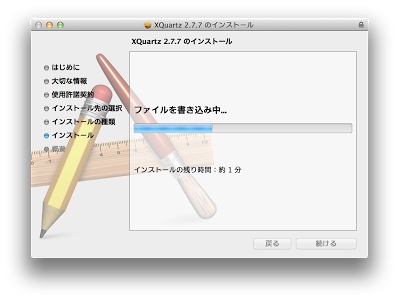 XQuartz 2.7.7 のインストール
XQuartz 2.7.7 のインストール
はじめに
大切な情報
使用許諾契約
インストール先の選択
インストールの種類
インストール
概要
ファイルを書き込み中...
インストールの残り時間：約 1 分
戻る
続ける